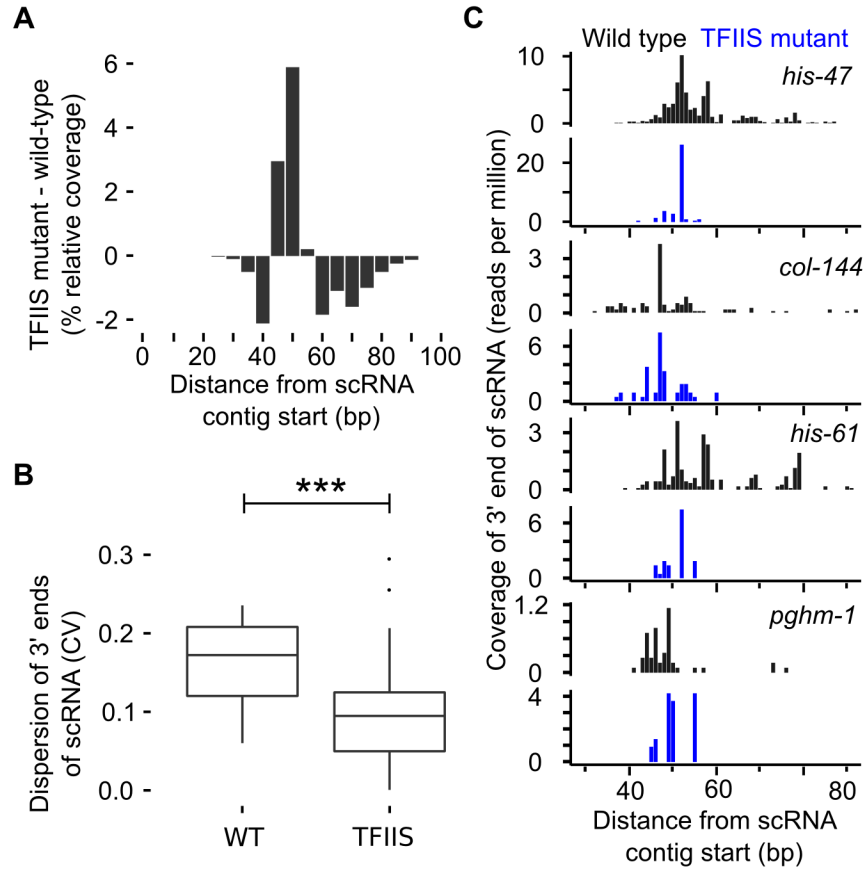 A
TFIIS mutant - wild-type
(% relative coverage)
6
4
2
0
-2
0 20 40 60 80 100
Distance from scRNA
contig start (bp)
B
Dispersion of 3' ends
of scRNA (CV)
0.3
0.2
0.1
0.0
***
WT TFIIS
C
Wild type TFIIS mutant
Coverage of 3' end of scRNA (reads per million)
his-47
10
0
20
0
col-144
3
0
6
0
his-61
3
0
6
0
pghm-1
1.2
0
4
0
40 60 80
Distance from scRNA
contig start (bp)